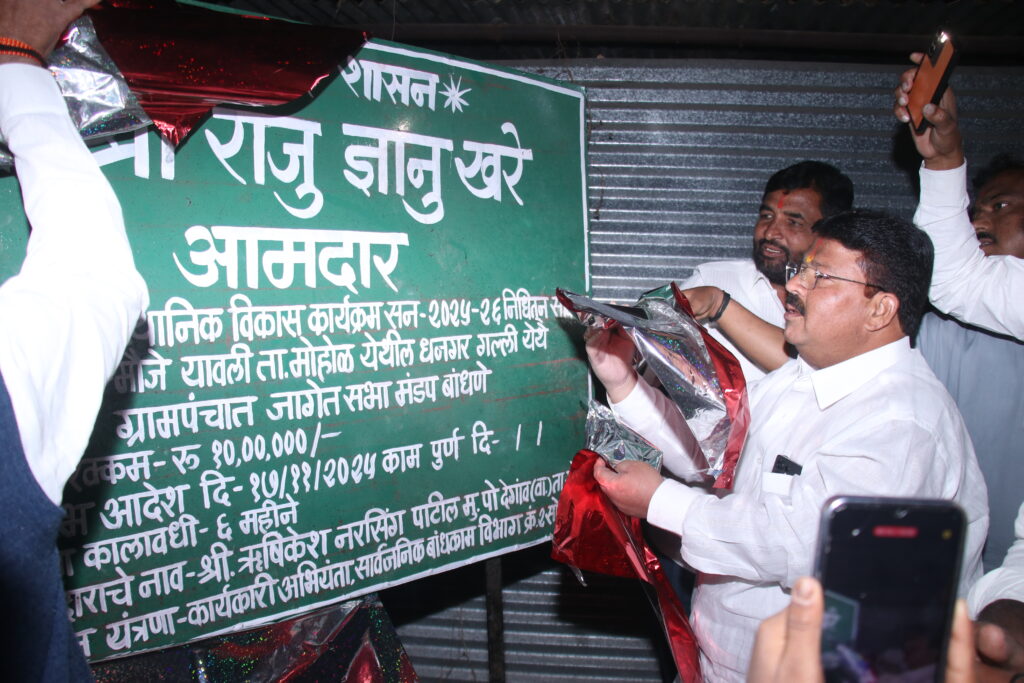 शासन
राजु ज्ञानु खरे
आमदार
स्थानिक विकास कार्यक्रम सन-२०२५-२६ निधितून
मौजे यावली ता.मोहोळ येथील धनगर गल्ली येथै
ग्रामपंचात जागेत सभा मंडप बांधणे
रक्कम- रू १०,००,०००/-
आदेश दि-१७/११/२०२५ काम पुर्ण दि- / /
कालावधी- ६ महीने
नाव-श्री. ऋषिकेश नरसिंग पाटील मु.पो देगांव(वा)ता
यंत्रणा-कार्यकारी अभियंता,सार्वजनिक बांधकाम विभाग क्रं.२